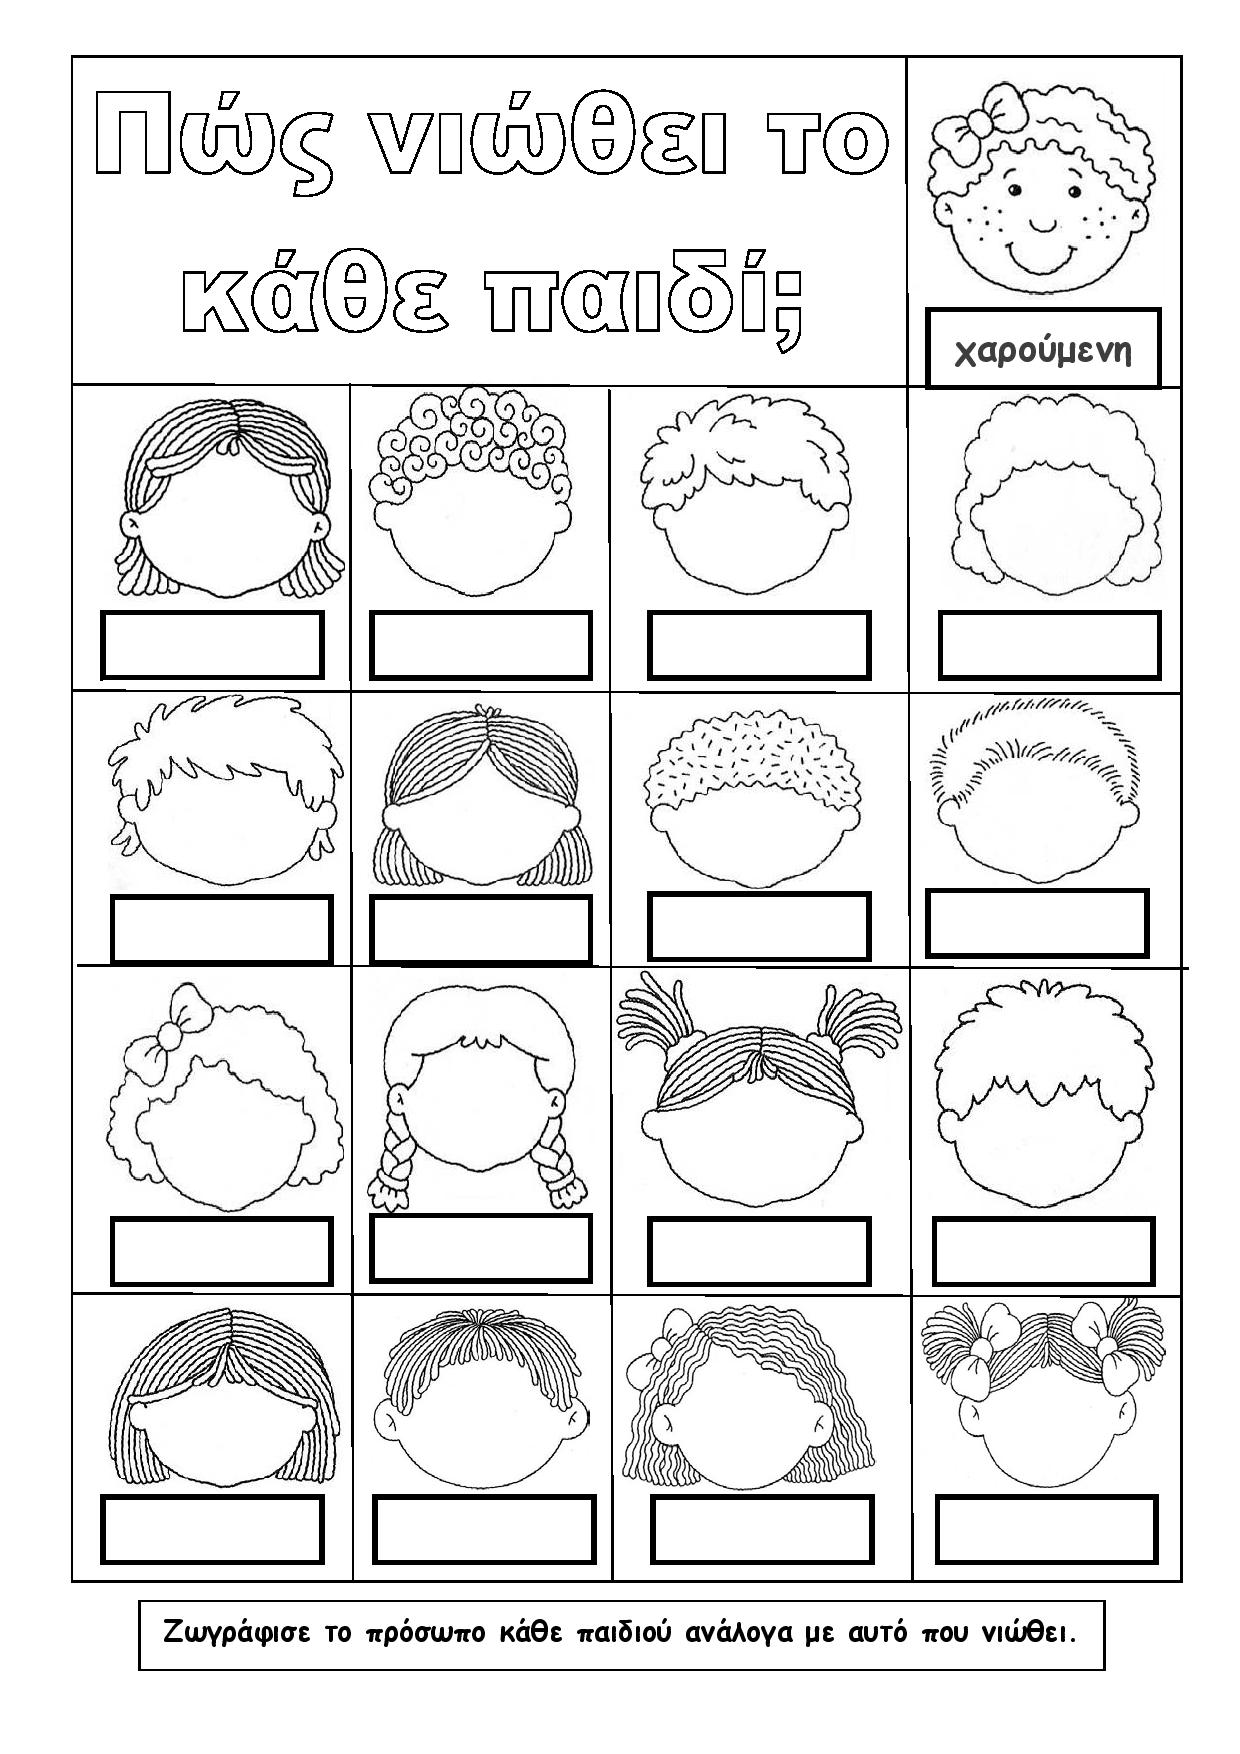 Πώς νιώθει το
κάθε παιδί;
χαρούμενη
Ζωγράφισε το πρόσωπο κάθε παιδιού ανάλογα με αυτό που νιώθει.